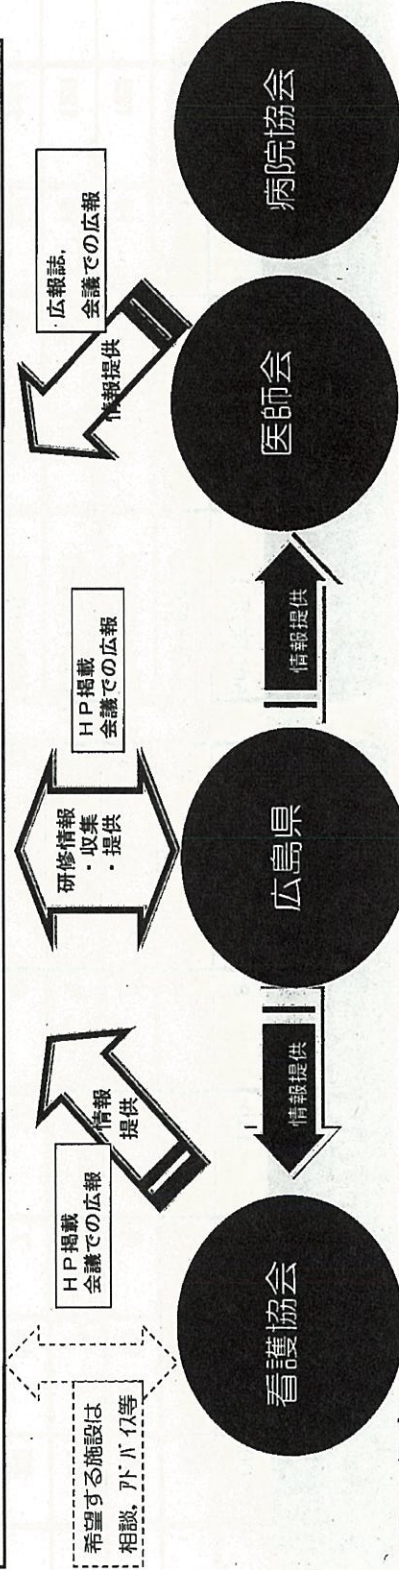 希望する施設は
相談，ｱﾄﾞﾊﾞｲｽ等
ＨＰ掲載
会議での広報
情報
提供
研修情報
・収集
・提供
ＨＰ掲載
会議での広報
情報提供
広報誌，
会議での広報
看護協会
情報提供
広島県
情報提供
医師会
病院協会